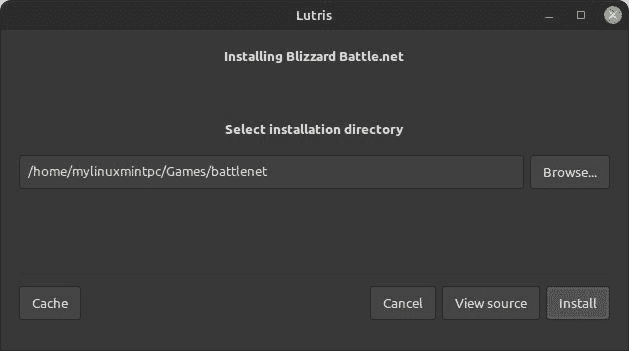 Lutris
Installing Blizzard Battle.net
Select installation directory
/home/mylinuxmintpc/Games/battlenet
Browse...
Cache
Cancel
View source
Install